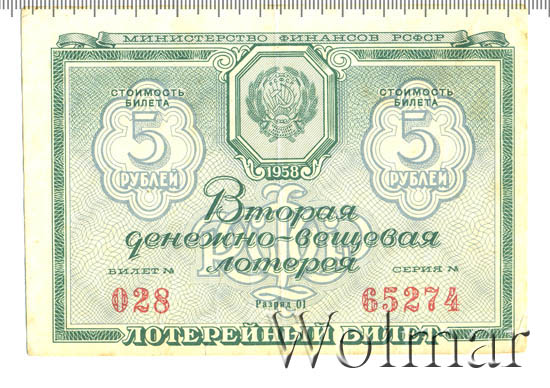 МИНИСТЕРСТВО ФИНАНСОВ РСФСР
СТОИМОСТЬ
БИЛЕТА
5
РУБЛЕЙ
СТОИМОСТЬ
БИЛЕТА
5
РУБЛЕЙ
1958
Вторая
денежно-вещевая
лотерея
БИЛЕТ №
028
Разряд 01
СЕРИЯ №
65274
ЛОТЕРЕЙНЫЙ БИЛЕТ
Wolmar